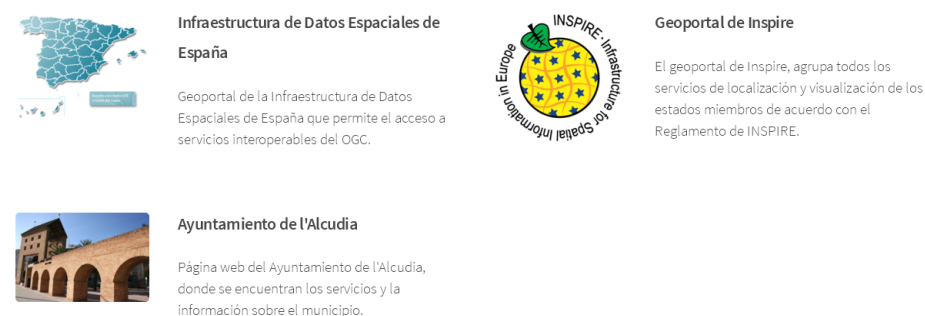 Infraestructura de Datos Espaciales de
España
Geoportal de la Infraestructura de Datos
Espaciales de España que permite el acceso a
servicios interoperables del OGC.
INSPIRE· Infrastructure for Spatial Information in Europe
Geoportal de Inspire
El geoportal de Inspire, agrupa todos los
servicios de localización y visualización de los
estados miembros de acuerdo con el
Reglamento de INSPIRE.
Ayuntamiento de l'Alcudia
Página web del Ayuntamiento de l'Alcudia,
donde se encuentran los servicios y la
información sobre el municipio.